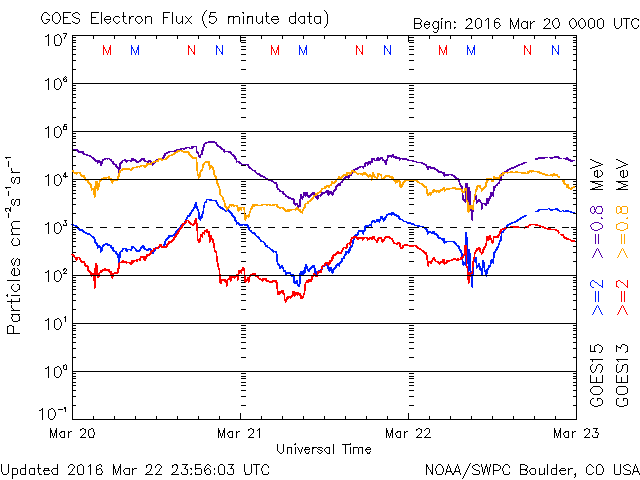 GOES Electron Flux (5 minute data)
Begin: 2016 Mar 20 0000 UTC
M M N N M M N N M M N N
10⁷
10⁶
10⁵
10⁴
10³
10²
10¹
10⁰
10⁻¹
Particles cm⁻²s⁻¹sr⁻¹
Mar 20 Mar 21 Mar 22 Mar 23
Universal Time
GOES15 >=2 >=0.8 MeV
GOES13 >=2 >=0.8 MeV
Updated 2016 Mar 22 23:56:03 UTC
NOAA/SWPC Boulder, CO USA